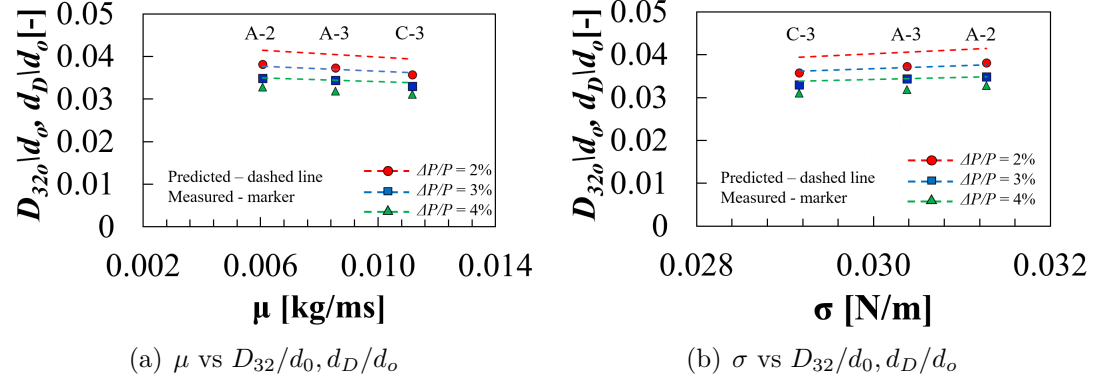 D32o\do, dD\do[-]
0.05
0.04
0.03
0.02
0.01
0
A-2 A-3 C-3
Predicted – dashed line
Measured - marker
ΔP/P = 2%
ΔP/P = 3%
ΔP/P = 4%
0.002 0.006 0.010 0.014
μ [kg/ms]
(a) μ vs D32/d0, dD/do
D32o\do, dD\do[-]
0.05
0.04
0.03
0.02
0.01
0
C-3 A-3 A-2
Predicted – dashed line
Measured - marker
ΔP/P = 2%
ΔP/P = 3%
ΔP/P = 4%
0.028 0.030 0.032
σ [N/m]
(b) σ vs D32/d0, dD/do